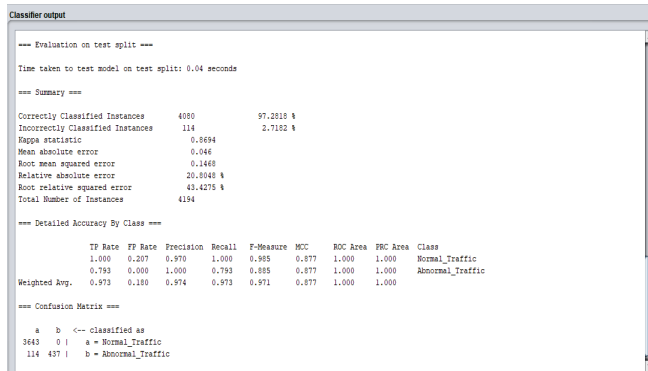 Classifier output
=== Evaluation on test split ===
Time taken to test model on test split: 0.04 seconds
=== Summary ===
Correctly Classified Instances 4080 97.2818 %
Incorrectly Classified Instances 114 2.7182 %
Kappa statistic 0.8694
Mean absolute error 0.046
Root mean squared error 0.1468
Relative absolute error 20.8048 %
Root relative squared error 43.4275 %
Total Number of Instances 4194
=== Detailed Accuracy By Class ===
TP Rate FP Rate Precision Recall F-Measure MCC ROC Area PRC Area Class
1.000 0.207 0.970 1.000 0.985 0.877 1.000 1.000 Normal_Traffic
0.793 0.000 1.000 0.793 0.885 0.877 1.000 1.000 Abnormal_Traffic
Weighted Avg. 0.973 0.180 0.974 0.973 0.971 0.877 1.000 1.000
=== Confusion Matrix ===
a b <-- classified as
3643 0 | a = Normal_Traffic
114 437 | b = Abnormal_Traffic